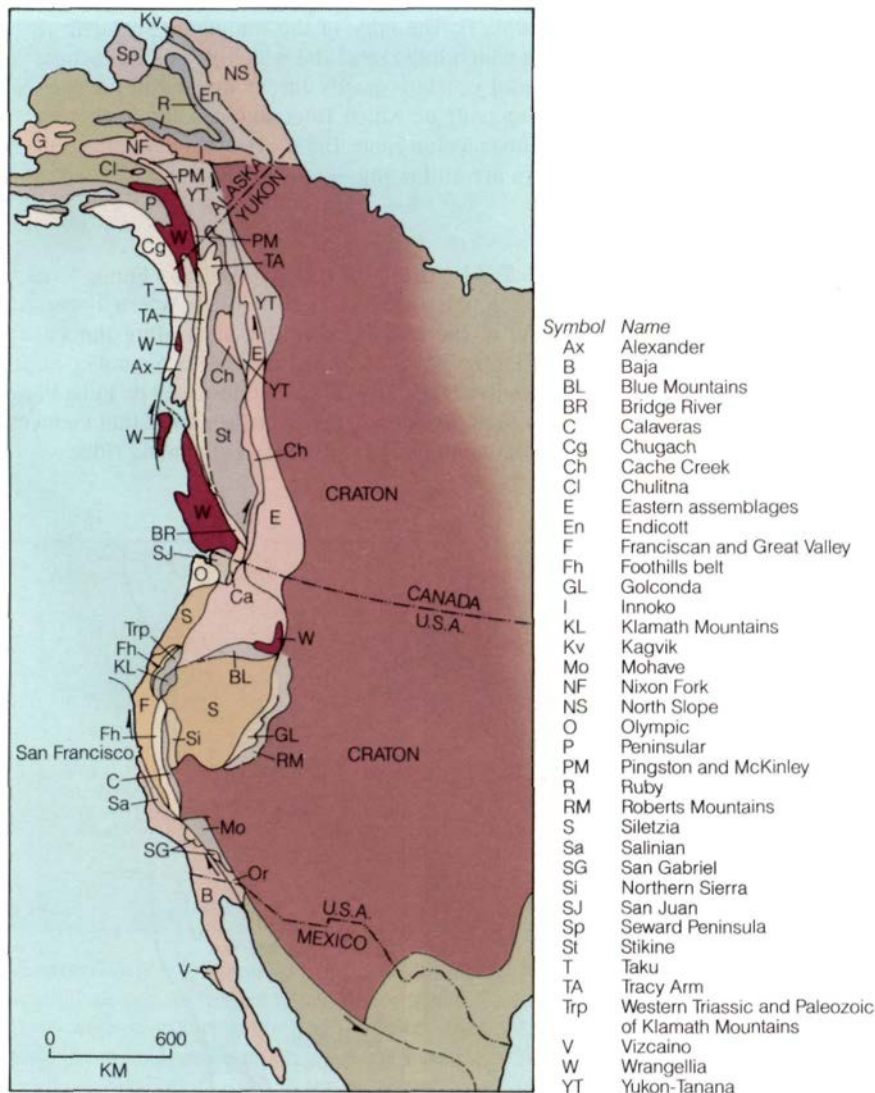 Kv
Sp
NS
En
R
G
NF
I
Cl
PM
YT
ALASKA
YUKON
P
W
Cg
PM
TA
T
TA
YT
W
E
Ax
Ch
YT
W
St
Ch
CRATON
W
E
BR
SJ
O
Ca
CANADA
U.S.A.
S
Trp
W
Fh
KL
BL
F
S
Fh
Si
GL
San Francisco
RM
CRATON
C
Sa
Mo
SG
Or
B
U.S.A.
MEXICO
V
0 600
KM
Symbol Name
Ax Alexander
B Baja
BL Blue Mountains
BR Bridge River
C Calaveras
Cg Chugach
Ch Cache Creek
Cl Chulitna
E Eastern assemblages
En Endicott
F Franciscan and Great Valley
Fh Foothills belt
GL Golconda
I Innoko
KL Klamath Mountains
Kv Kagvik
Mo Mohave
NF Nixon Fork
NS North Slope
O Olympic
P Peninsular
PM Pingston and McKinley
R Ruby
RM Roberts Mountains
S Siletzia
Sa Salinian
SG San Gabriel
Si Northern Sierra
SJ San Juan
Sp Seward Peninsula
St Stikine
T Taku
TA Tracy Arm
Trp Western Triassic and Paleozoic
of Klamath Mountains
V Vizcaino
W Wrangellia
YT Yukon-Tanana